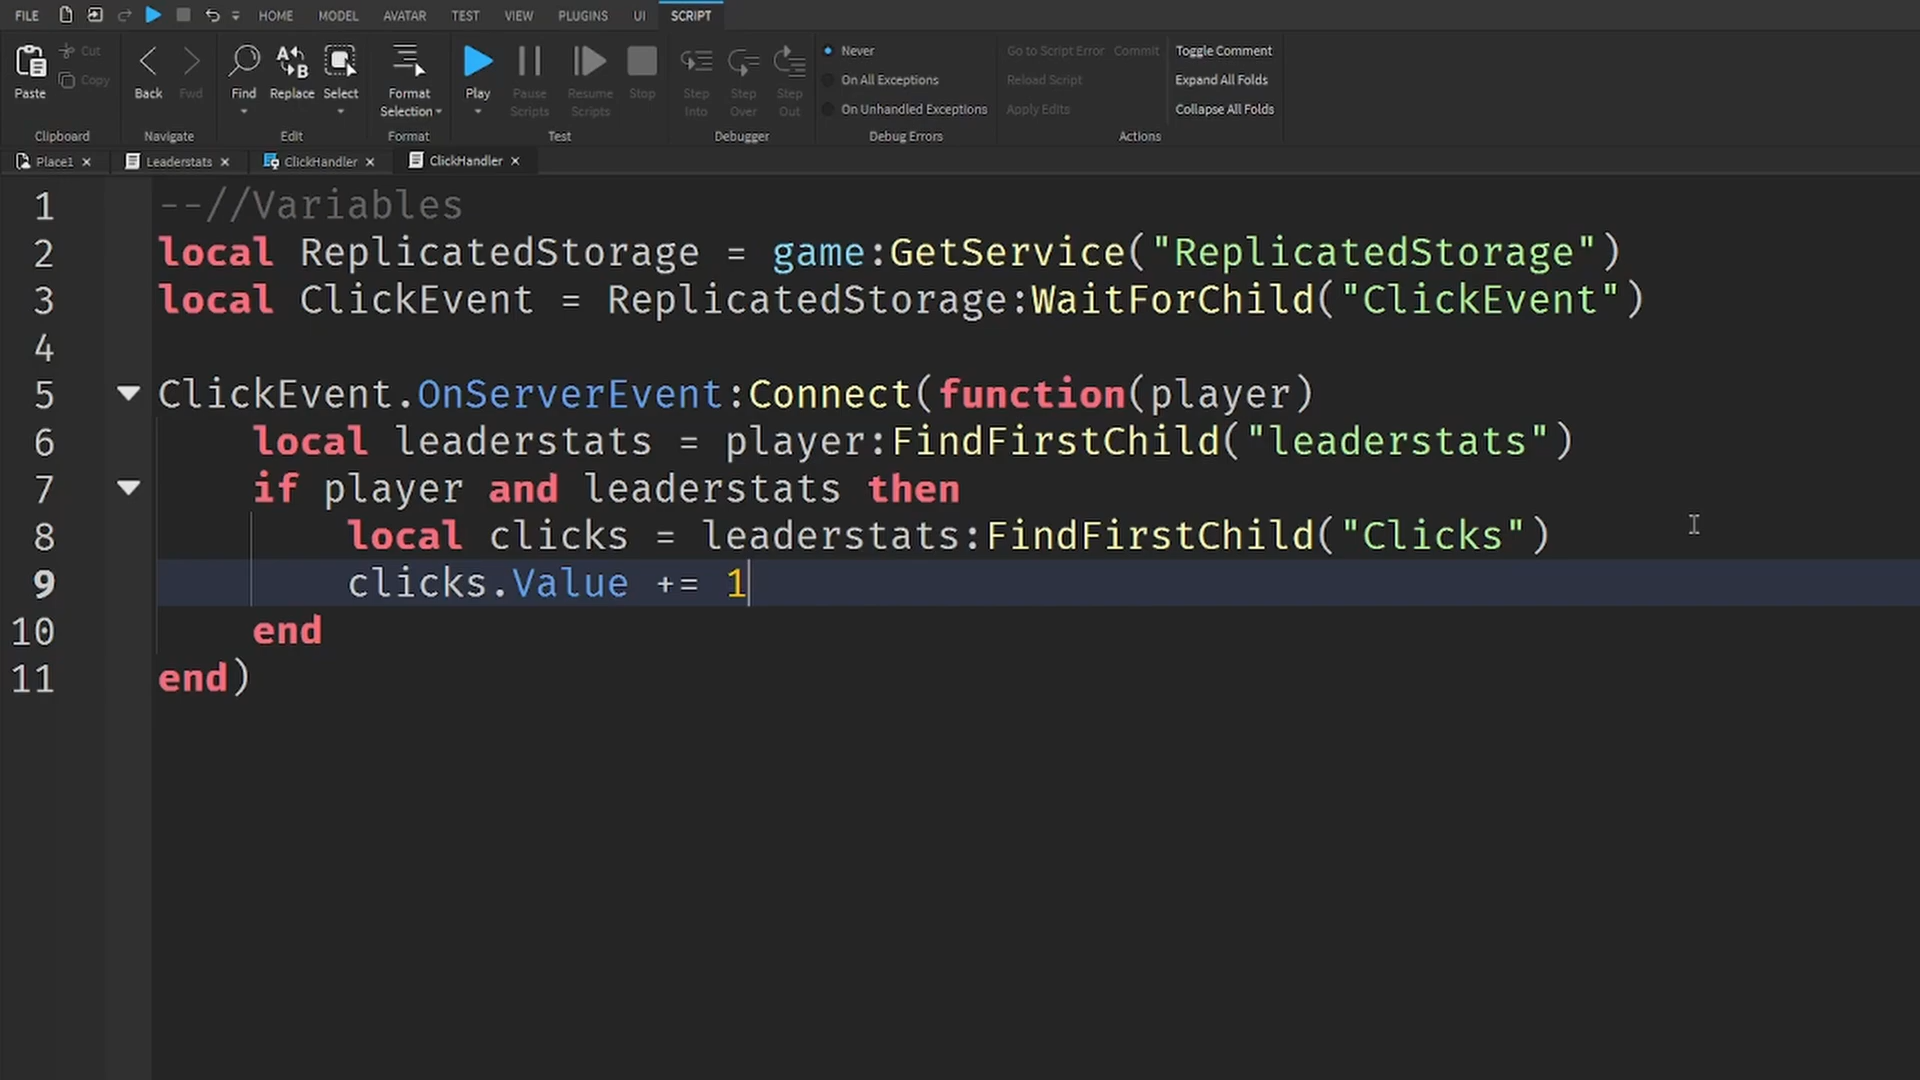 FILE HOME MODEL AVATAR TEST VIEW PLUGINS UI SCRIPT
Paste Cut Copy Back Fwd Find Replace Select Format Selection Play Pause Scripts Resume Scripts Stop Step Into Step Over Step Out
Never
On All Exceptions
On Unhandled Exceptions
Go to Script Error Commit
Reload Script
Apply Edits
Toggle Comment
Expand All Folds
Collapse All Folds
Clipboard Navigate Edit Format Test Debugger Debug Errors Actions
Place1 × Leaderstats × ClickHandler × ClickHandler ×
1 --//Variables
2 local ReplicatedStorage = game:GetService("ReplicatedStorage")
3 local ClickEvent = ReplicatedStorage:WaitForChild("ClickEvent")
4
5 ClickEvent.OnServerEvent:Connect(function(player)
6 local leaderstats = player:FindFirstChild("leaderstats")
7 if player and leaderstats then
8 local clicks = leaderstats:FindFirstChild("Clicks")
9 clicks.Value += 1
10 end
11 end)